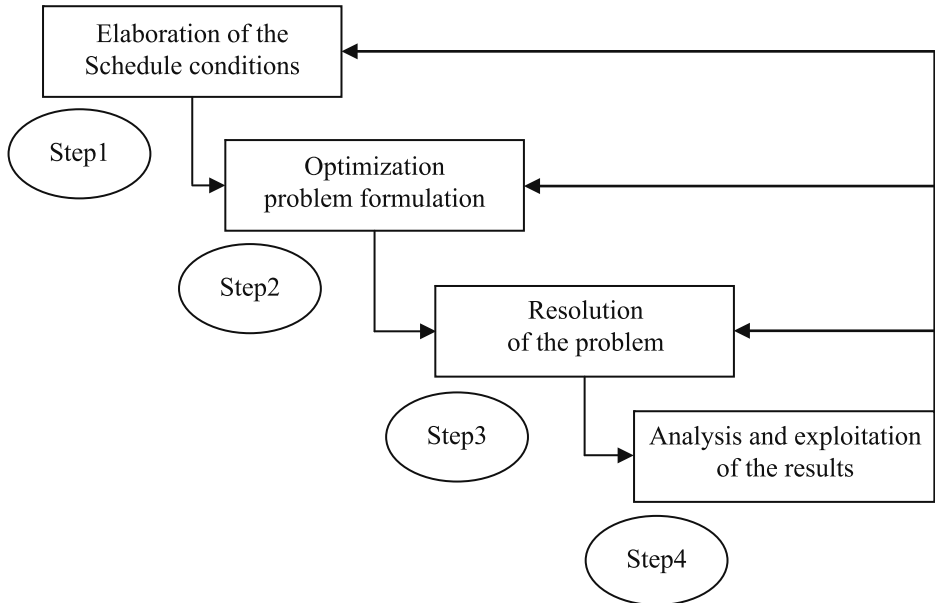 Elaboration of the
Schedule conditions
Step1
Optimization
problem formulation
Step2
Resolution
of the problem
Step3
Analysis and exploitation
of the results
Step4